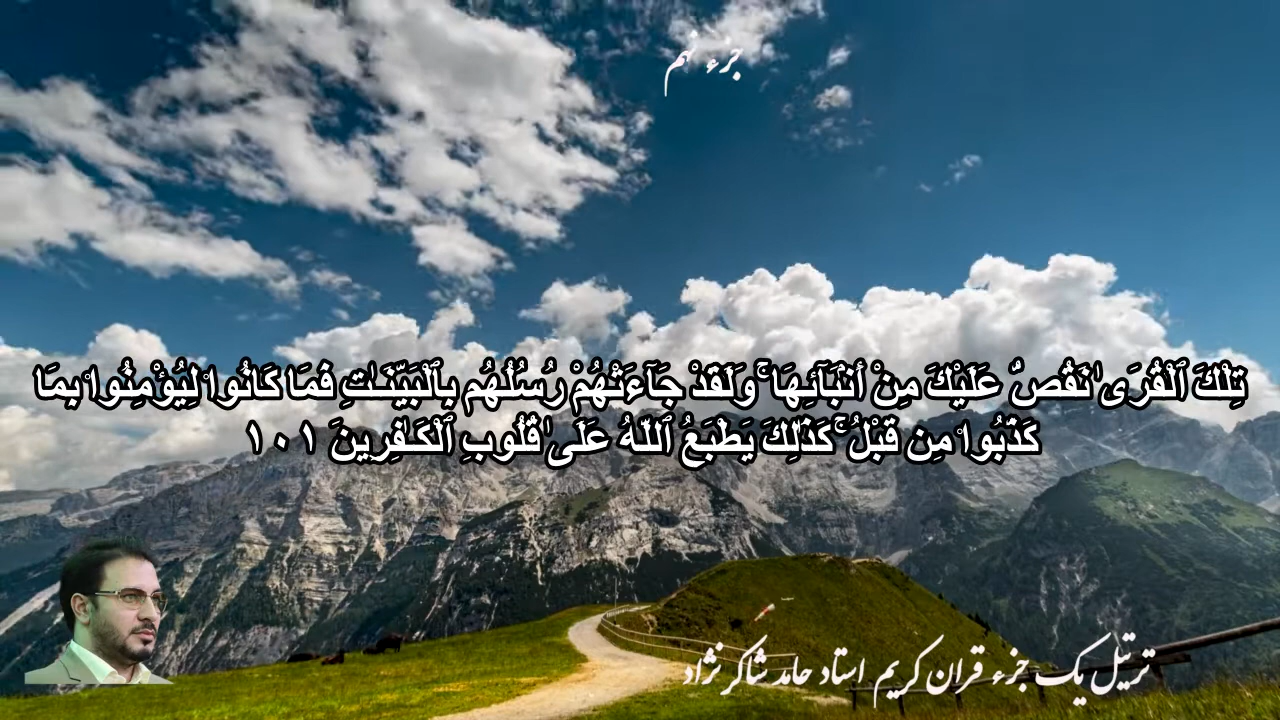 جزء نهم
تِلْكَ ٱلْقُرَىٰ نَقُصُّ عَلَيْكَ مِنْ أَنۢبَآئِهَا ۚ وَلَقَدْ جَآءَتْهُمْ رُسُلُهُم بِٱلْبَيِّنَـٰتِ فَمَا كَانُوا۟ لِيُؤْمِنُوا۟ بِمَا
كَذَّبُوا۟ مِن قَبْلُ ۚ كَذَٰلِكَ يَطْبَعُ ٱللَّهُ عَلَىٰ قُلُوبِ ٱلْكَـٰفِرِينَ ١٠١
ترتیل یک جزء قران کریم استاد حامد شاکر نژاد